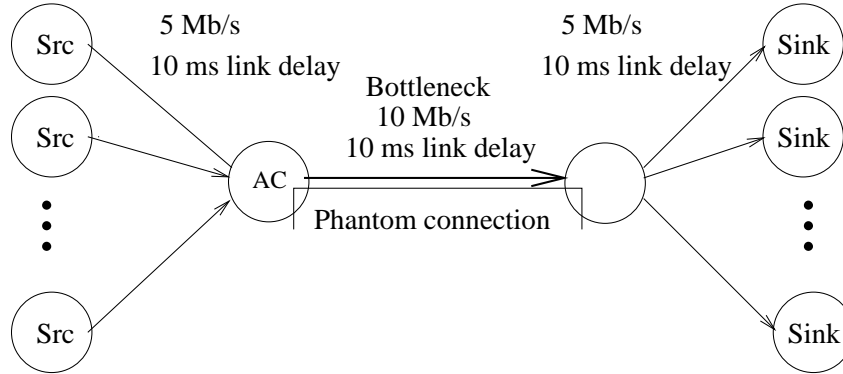 Src
5 Mb/s
10 ms link delay
5 Mb/s
10 ms link delay
Sink
Src
Bottleneck
10 Mb/s
10 ms link delay
Sink
AC
Phantom connection
Src
Sink